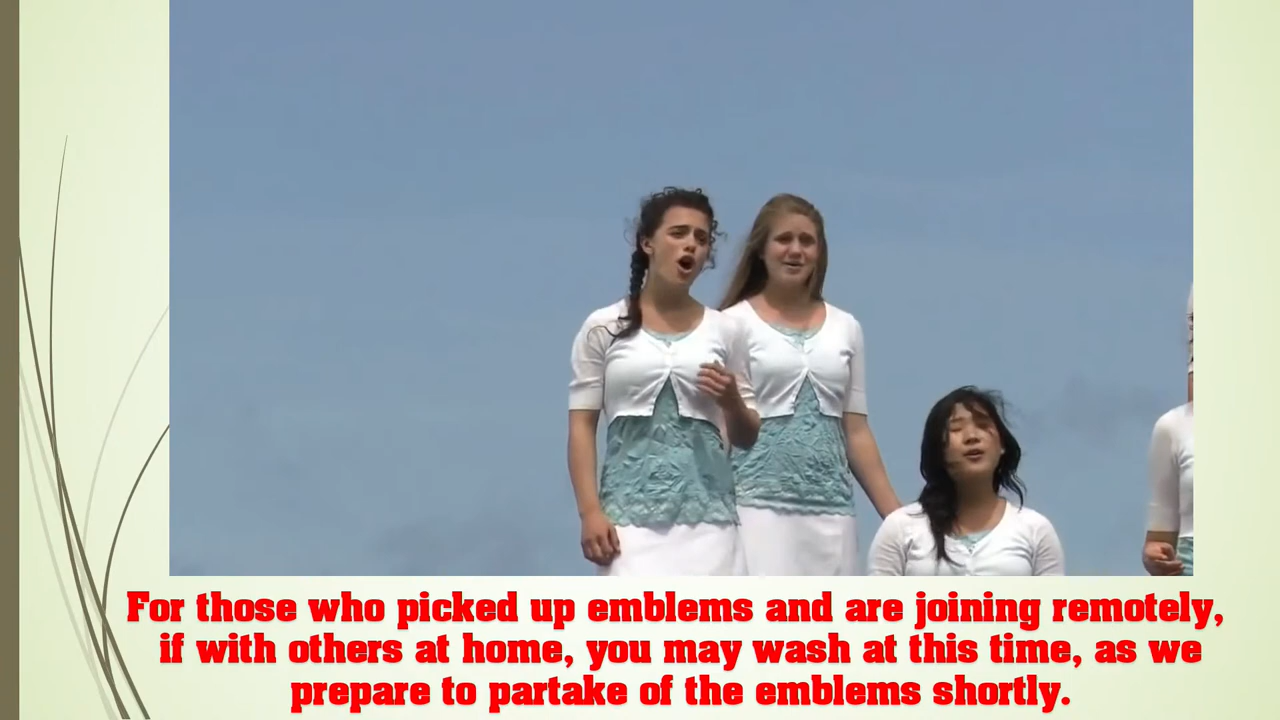 For those who picked up emblems and are joining remotely,
if with others at home, you may wash at this time, as we
prepare to partake of the emblems shortly.